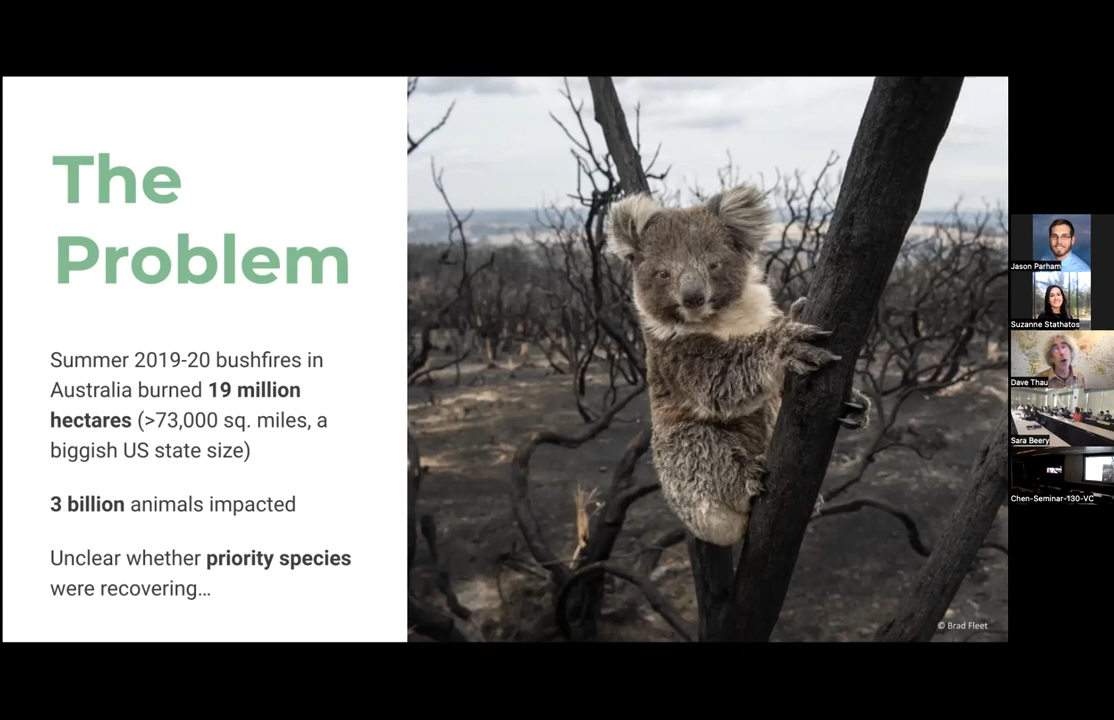 The
Problem
Summer 2019-20 bushfires in
Australia burned 19 million
hectares (>73,000 sq. miles, a
biggish US state size)
3 billion animals impacted
Unclear whether priority species
were recovering...
© Brad Fleet
Jason Parham
Suzanne Stathatos
Dave Thau
Sara Beery
Chen-Seminar-130-VC